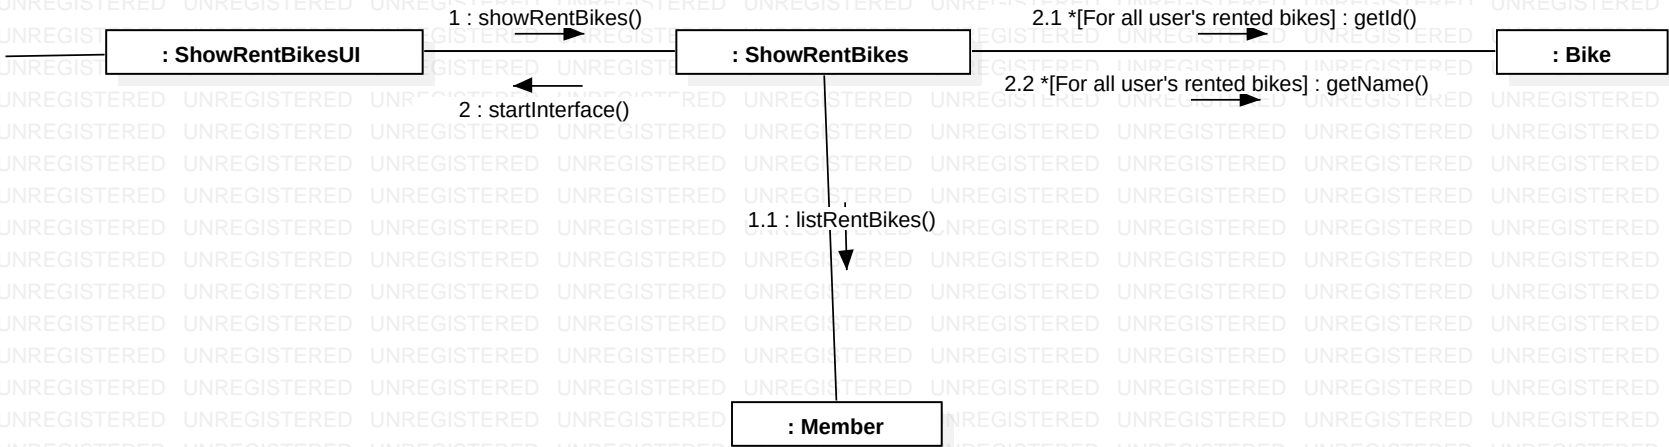 1 : showRentBikes()
2.1 *[For all user's rented bikes] : getId()
: ShowRentBikesUI
: ShowRentBikes
: Bike
2.2 *[For all user's rented bikes] : getName()
2 : startInterface()
1.1 : listRentBikes()
: Member
UNREGISTERED